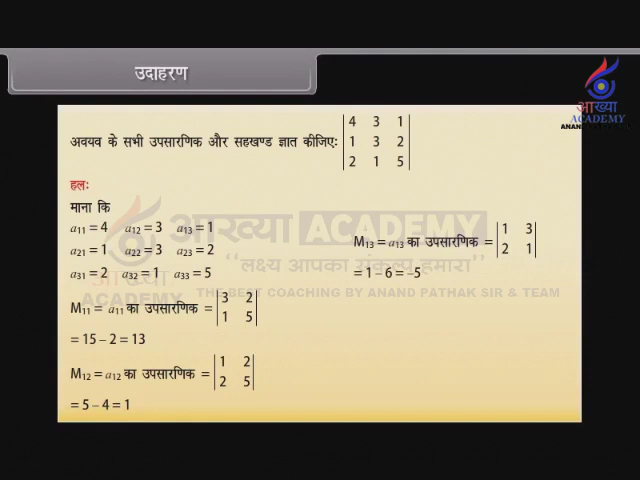 उदाहरण
आख्या
ACADEMY
अवयव के सभी उपसारणिक और सहखण्ड ज्ञात कीजिए:
4 3 1
1 3 2
2 1 5
हल:
माना कि
a11 = 4 a12 = 3 a13 = 1
a21 = 1 a22 = 3 a23 = 2
a31 = 2 a32 = 1 a33 = 5
M11 = a11 का उपसारणिक = |3 2|
|1 5|
= 15 – 2 = 13
M12 = a12 का उपसारणिक = |1 2|
|2 5|
= 5 – 4 = 1
M13 = a13 का उपसारणिक = |1 3|
|2 1|
= 1 – 6 = –5
आख्या ACADEMY
‘‘लक्ष्य आपका संकल्प हमारा’’
THE BEST COACHING BY ANAND PATHAK SIR & TEAM
आख्या
ACADEMY